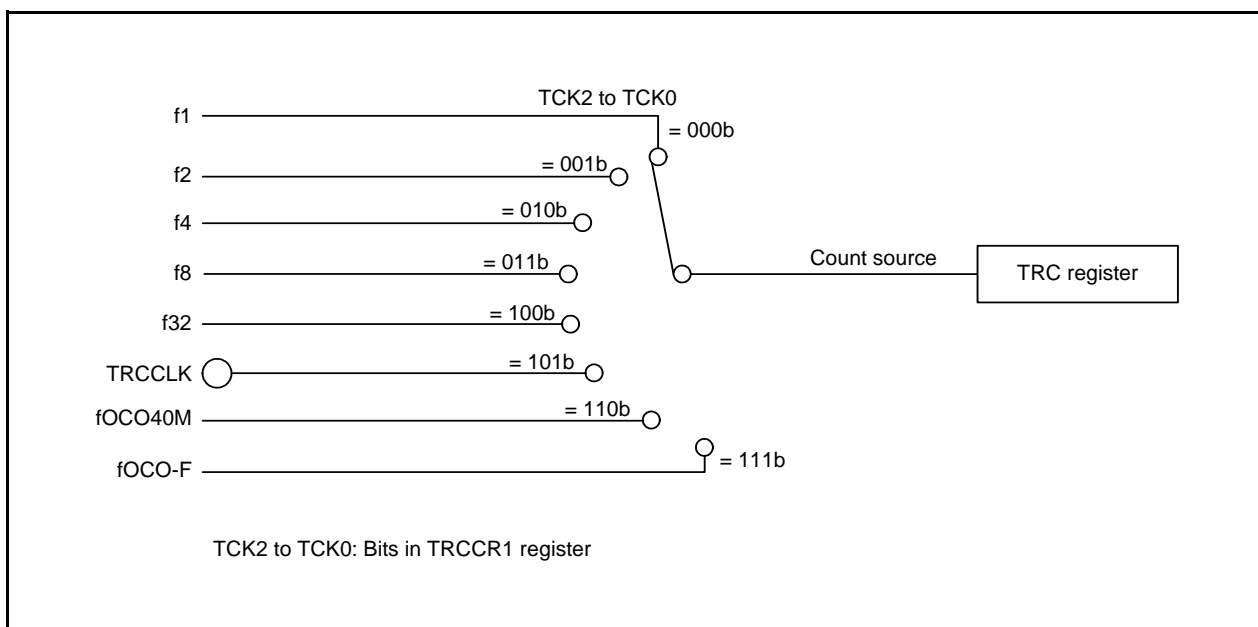 TCK2 to TCK0
f1
= 000b
f2
= 001b
f4
= 010b
f8
= 011b
Count source
TRC register
f32
= 100b
TRCCLK
= 101b
fOCO40M
= 110b
fOCO-F
= 111b
TCK2 to TCK0: Bits in TRCCR1 register